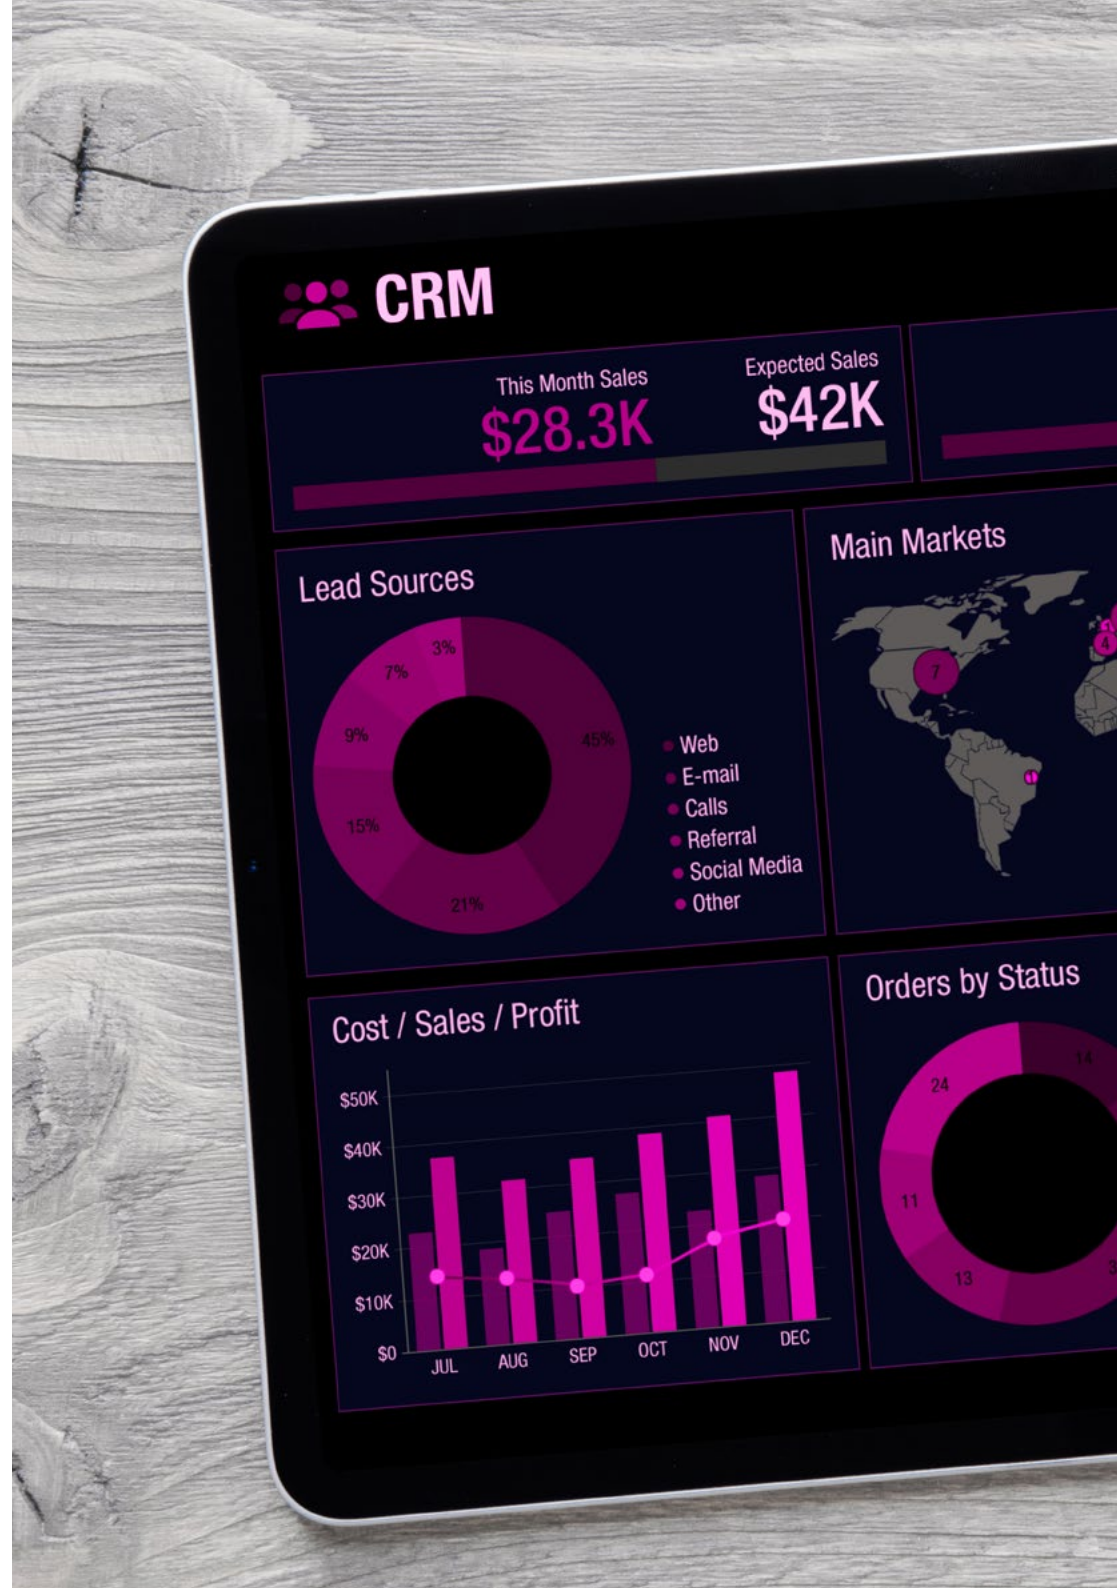 CRM
This Month Sales
$28.3K
Expected Sales
$42K
Lead Sources
3%
7%
9%
45%
15%
21%
Web
E-mail
Calls
Referral
Social Media
Other
Main Markets
7
4
1
Cost / Sales / Profit
$50K
$40K
$30K
$20K
$10K
$0
JUL AUG SEP OCT NOV DEC
Orders by Status
14
24
11
13
3